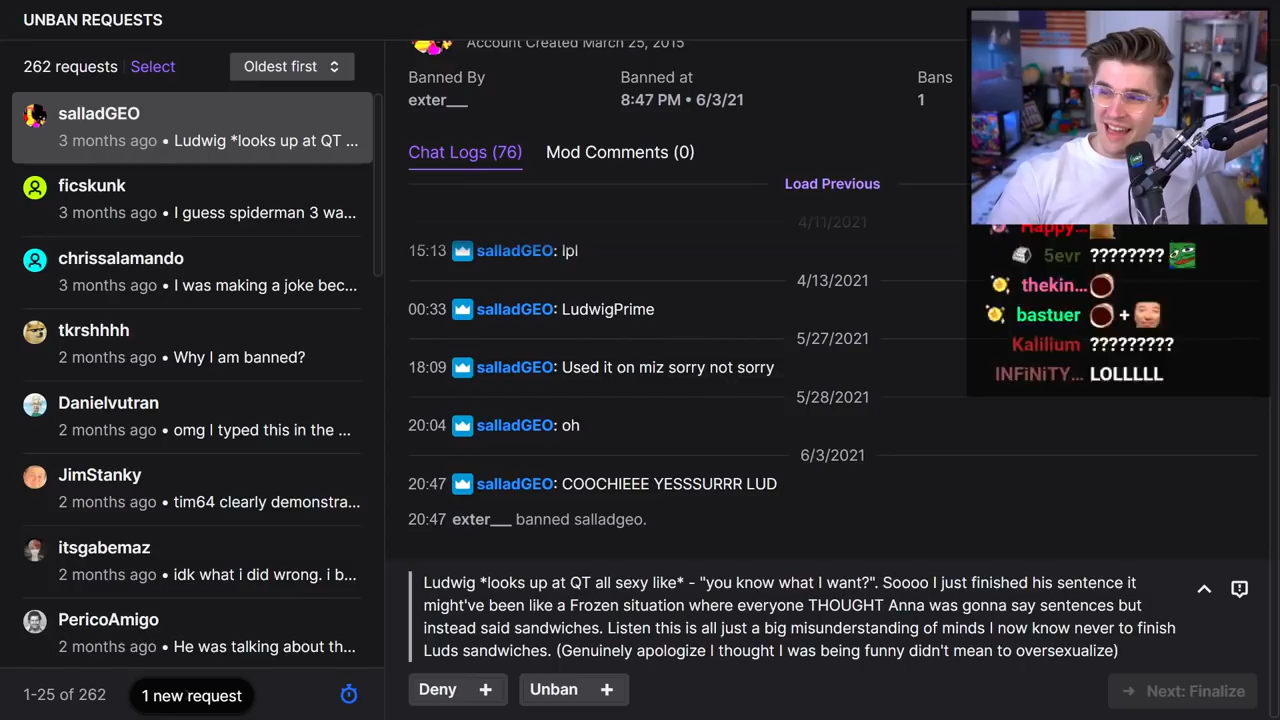 UNBAN REQUESTS
262 requests Select Oldest first
salladGEO
3 months ago • Ludwig *looks up at QT ...
ficskunk
3 months ago • I guess spiderman 3 wa...
chrissalamando
3 months ago • I was making a joke bec...
tkrshhhh
2 months ago • Why I am banned?
Danielvutran
2 months ago • omg I typed this in the ...
JimStanky
2 months ago • tim64 clearly demonstra...
itsgabemaz
2 months ago • idk what i did wrong. i b...
PericoAmigo
2 months ago • He was talking about th...
1-25 of 262
1 new request
Account Created March 25, 2015
Banned By
exter___
Banned at
8:47 PM • 6/3/21
Bans
1
Chat Logs (76) Mod Comments (0)
Load Previous
4/11/2021
15:13 salladGEO: lpl
4/13/2021
00:33 salladGEO: LudwigPrime
5/27/2021
18:09 salladGEO: Used it on miz sorry not sorry
5/28/2021
20:04 salladGEO: oh
6/3/2021
20:47 salladGEO: COOCHIEEE YESSSURRR LUD
20:47 exter___ banned salladgeo.
Ludwig *looks up at QT all sexy like* - "you know what I want?". Soooo I just finished his sentence it
might've been like a Frozen situation where everyone THOUGHT Anna was gonna say sentences but
instead said sandwiches. Listen this is all just a big misunderstanding of minds I now know never to finish
Luds sandwiches. (Genuinely apologize I thought I was being funny didn't mean to oversexualize)
Deny + Unban +
→ Next: Finalize
Happy...
5evr ????????
thekin...
bastuer +
Kalilium ?????????
INFiNiTY... LOLLLLL